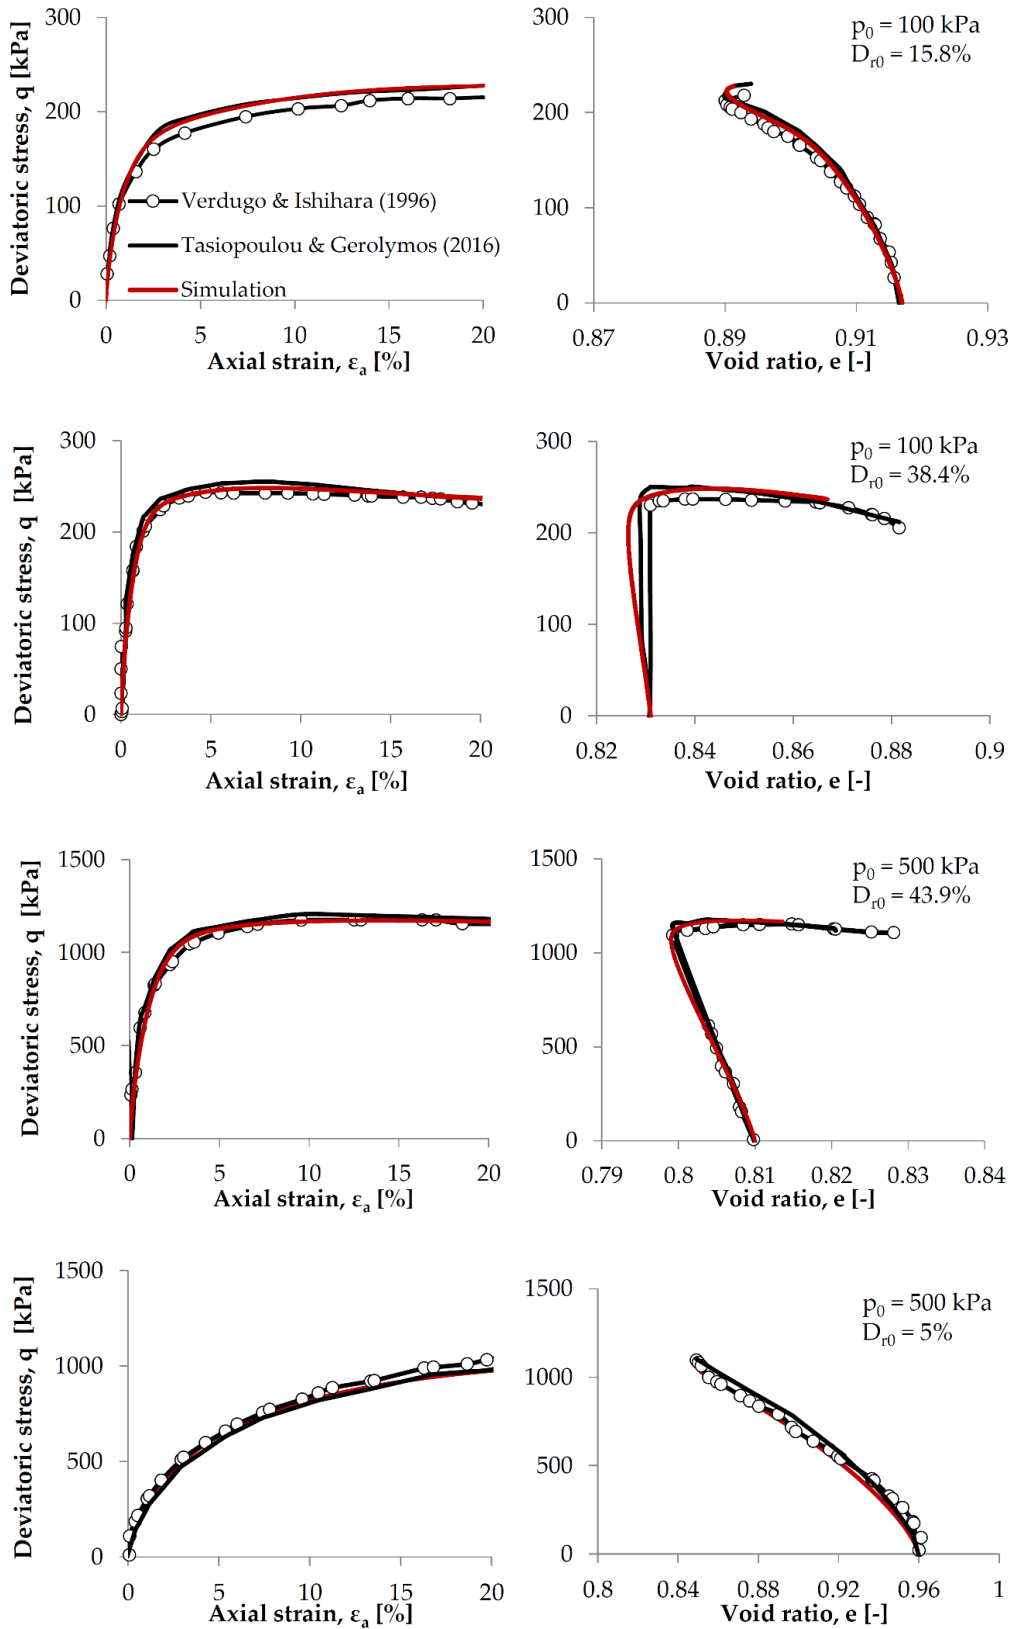 Deviatoric stress, q [kPa]
300
200
100
0
Verdugo & Ishihara (1996)
Tasiopoulou & Gerolymos (2016)
Simulation
0 5 10 15 20
Axial strain, εa [%]
300
200
100
0
p0 = 100 kPa
Dr0 = 15.8%
0.87 0.89 0.91 0.93
Void ratio, e [-]
Deviatoric stress, q [kPa]
300
200
100
0
0 5 10 15 20
Axial strain, εa [%]
300
200
100
0
p0 = 100 kPa
Dr0 = 38.4%
0.82 0.84 0.86 0.88 0.9
Void ratio, e [-]
Deviatoric stress, q [kPa]
1500
1000
500
0
0 5 10 15 20
Axial strain, εa [%]
1500
1000
500
0
p0 = 500 kPa
Dr0 = 43.9%
0.79 0.8 0.81 0.82 0.83 0.84
Void ratio, e [-]
Deviatoric stress, q [kPa]
1500
1000
500
0
0 5 10 15 20
Axial strain, εa [%]
1500
1000
500
0
p0 = 500 kPa
Dr0 = 5%
0.8 0.84 0.88 0.92 0.96 1
Void ratio, e [-]